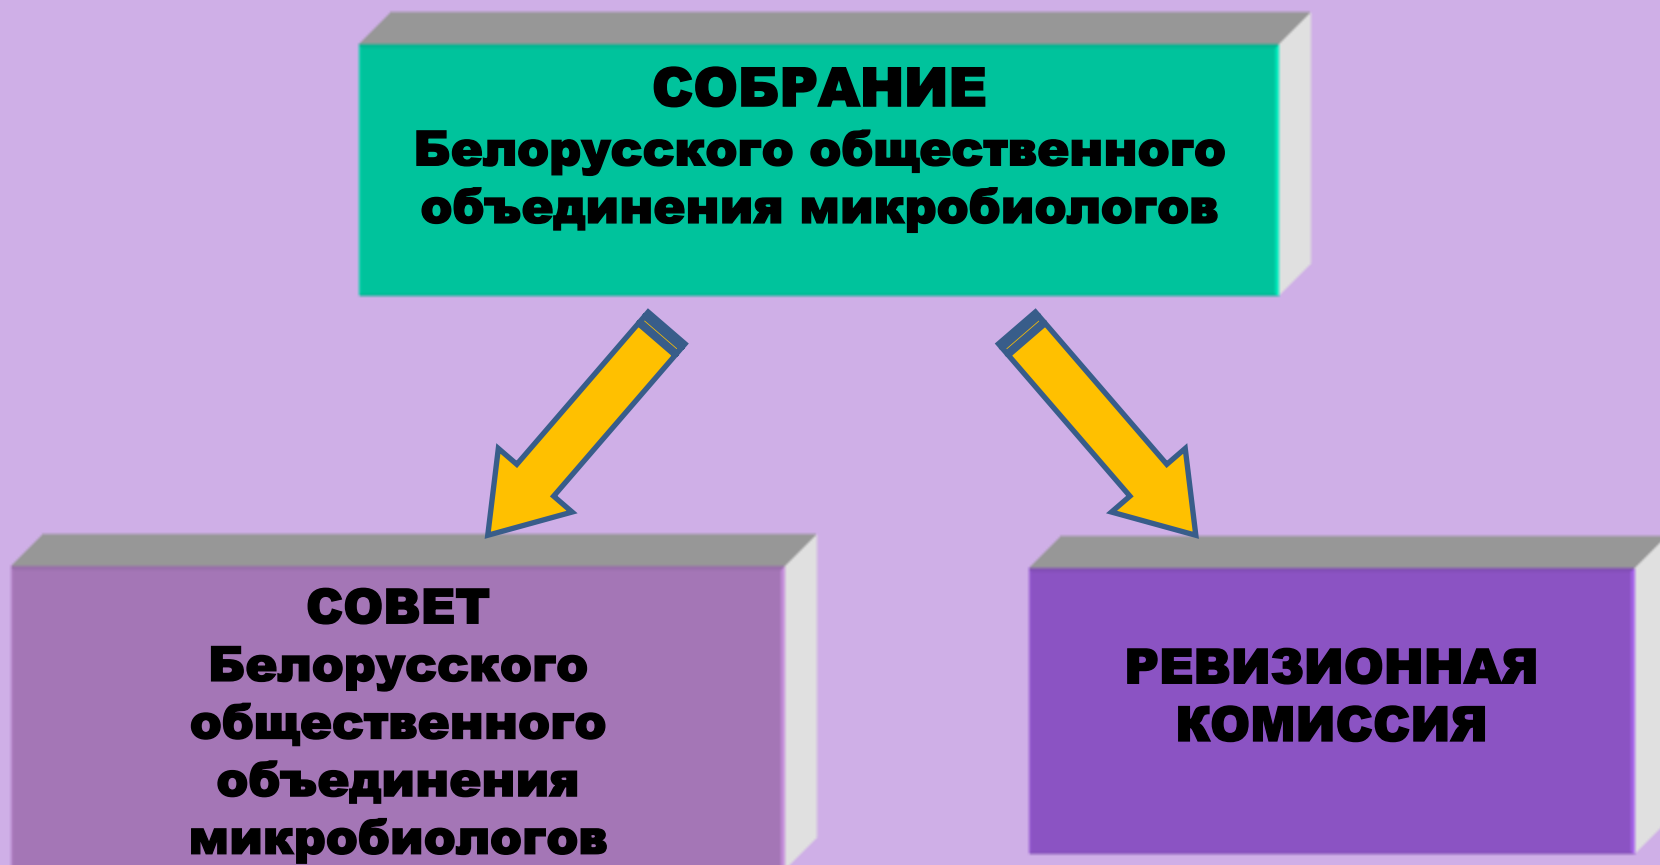 СОБРАНИЕ
Белорусского общественного
объединения микробиологов
СОВЕТ
Белорусского
общественного
объединения
микробиологов
РЕВИЗИОННАЯ
КОМИССИЯ